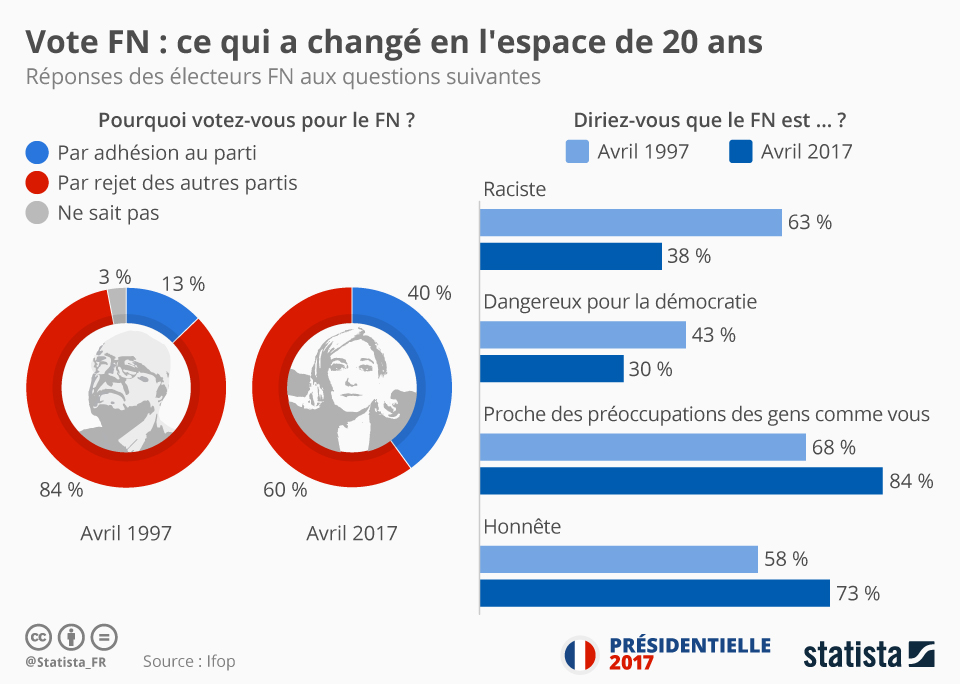 Vote FN : ce qui a changé en l'espace de 20 ans
Réponses des électeurs FN aux questions suivantes
Pourquoi votez-vous pour le FN ?
Par adhésion au parti
Par rejet des autres partis
Ne sait pas
3 %
13 %
84 %
Avril 1997
40 %
60 %
Avril 2017
Diriez-vous que le FN est ... ?
Avril 1997
Avril 2017
Raciste
63 %
38 %
Dangereux pour la démocratie
43 %
30 %
Proche des préoccupations des gens comme vous
68 %
84 %
Honnête
58 %
73 %
cc
@Statista_FR
Source : Ifop
PRÉSIDENTIELLE
2017
statista